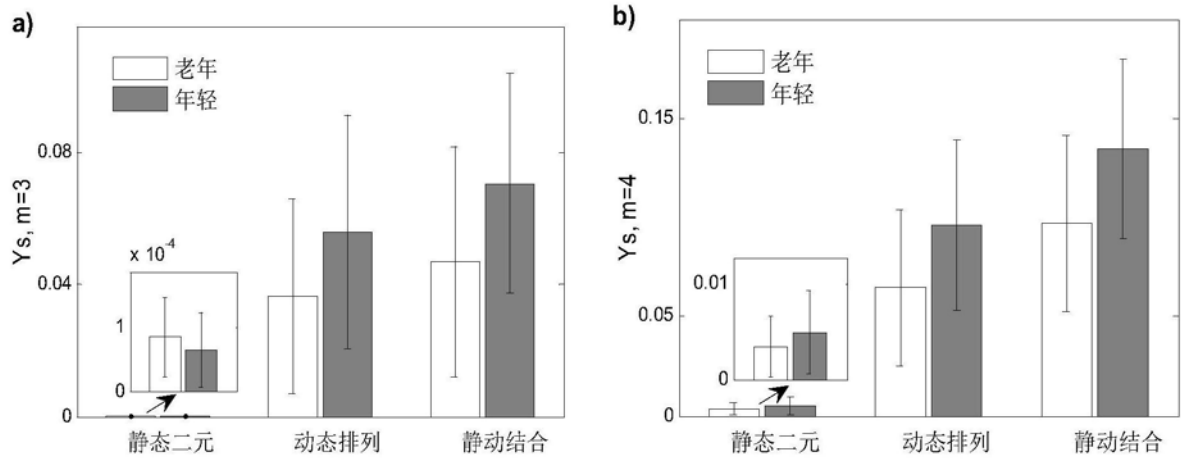 a)
老年
年轻
0.08
0.04
0
Ys, m=3
x 10⁻⁴
1
0
静态二元 动态排列 静动结合
b)
老年
年轻
0.15
0.05
0
Ys, m=4
0.01
0
静态二元 动态排列 静动结合